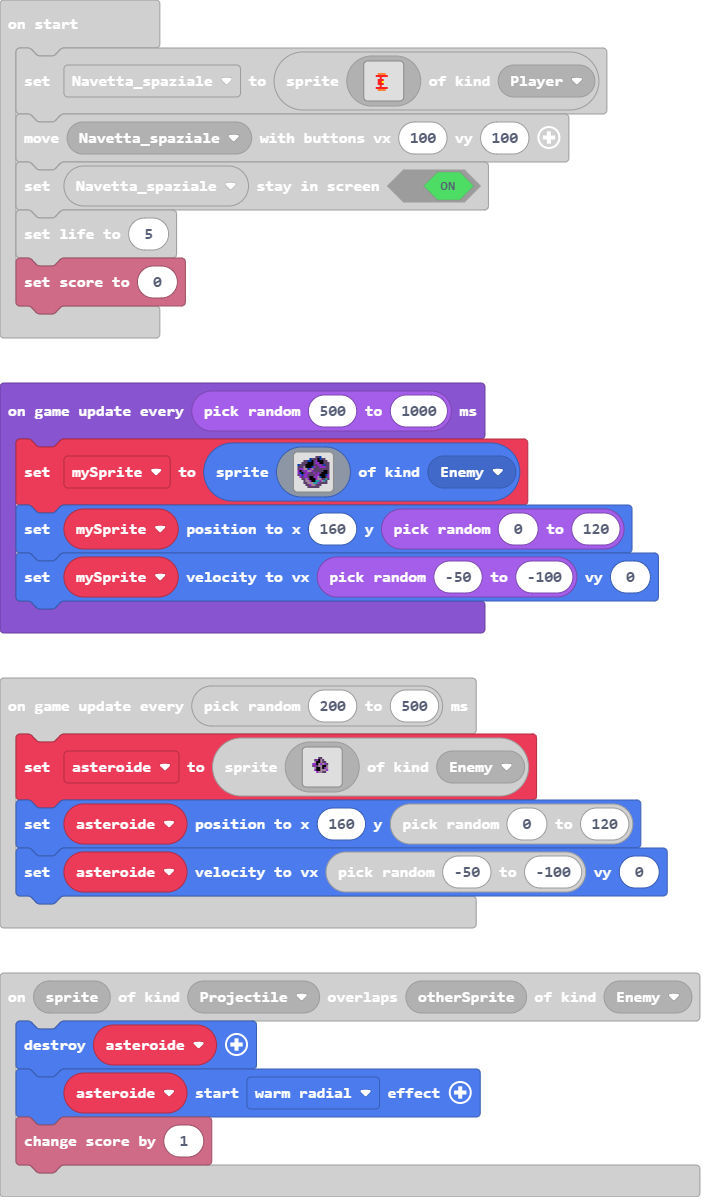 on start
set Navetta_spaziale to sprite of kind Player
move Navetta_spaziale with buttons vx 100 vy 100
set Navetta_spaziale stay in screen ON
set life to 5
set score to 0
on game update every pick random 500 to 1000 ms
set mySprite to sprite of kind Enemy
set mySprite position to x 160 y pick random 0 to 120
set mySprite velocity to vx pick random -50 to -100 vy 0
on game update every pick random 200 to 500 ms
set asteroide to sprite of kind Enemy
set asteroide position to x 160 y pick random 0 to 120
set asteroide velocity to vx pick random -50 to -100 vy 0
on sprite of kind Projectile overlaps otherSprite of kind Enemy
destroy asteroide
asteroide start warm radial effect
change score by 1